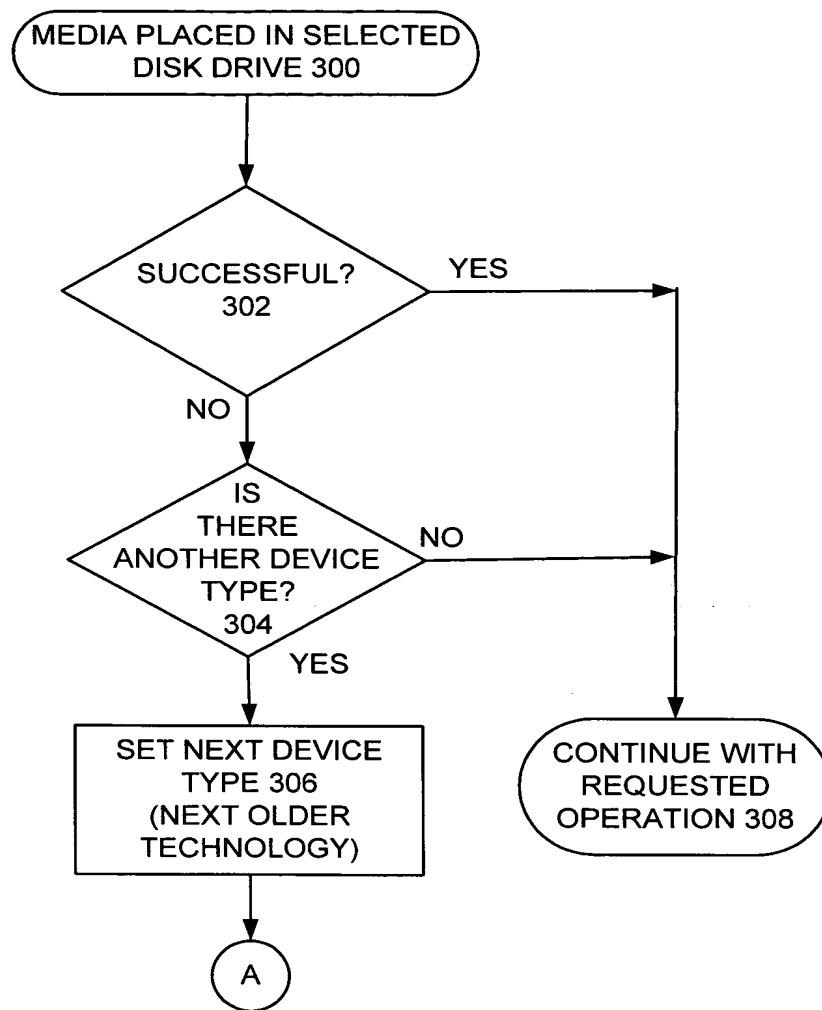 MEDIA PLACED IN SELECTED
DISK DRIVE 300
SUCCESSFUL?
302
YES
NO
IS
THERE
ANOTHER DEVICE
TYPE?
304
NO
YES
SET NEXT DEVICE
TYPE 306
(NEXT OLDER
TECHNOLOGY)
CONTINUE WITH
REQUESTED
OPERATION 308
A